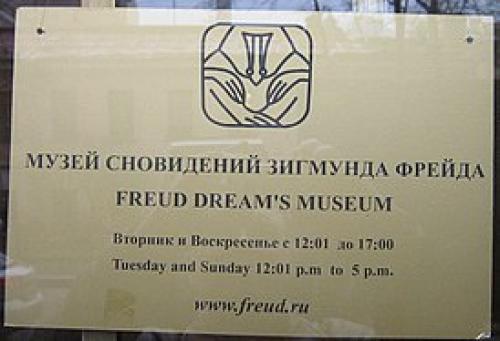 МУЗЕЙ СНОВИДЕНИЙ ЗИГМУНДА ФРЕЙДА
FREUD DREAM'S MUSEUM
Вторник и Воскресенье с 12:01 до 17:00
Tuesday and Sunday 12:01 p.m to 5 p.m.
www.freud.ru